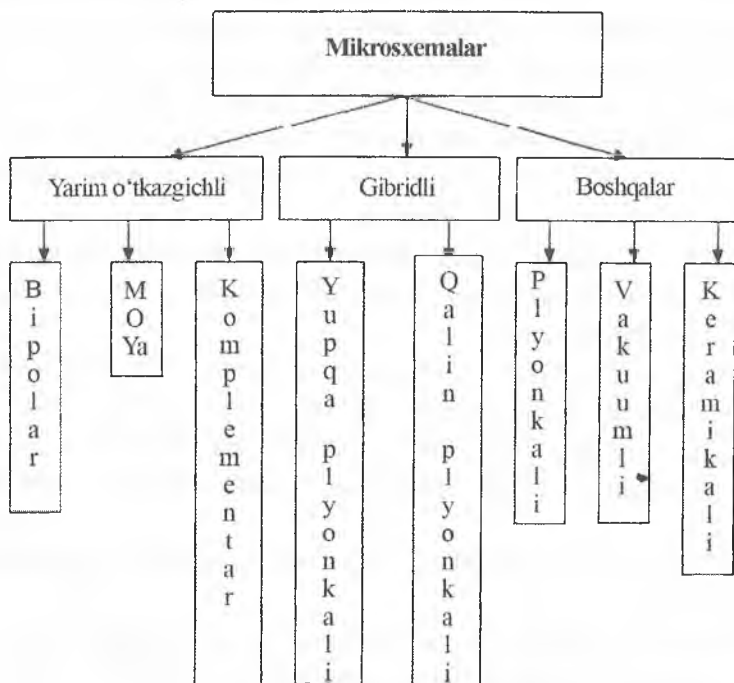 Mikrosxemalar
Yarim o‘tkazgichli
Gibridli
Boshqalar
Bipolar
MOYa
Komplementar
Yupqa plyonkali
Qalin plyonkali
Plyonkali
Vakuumli
Keramikali